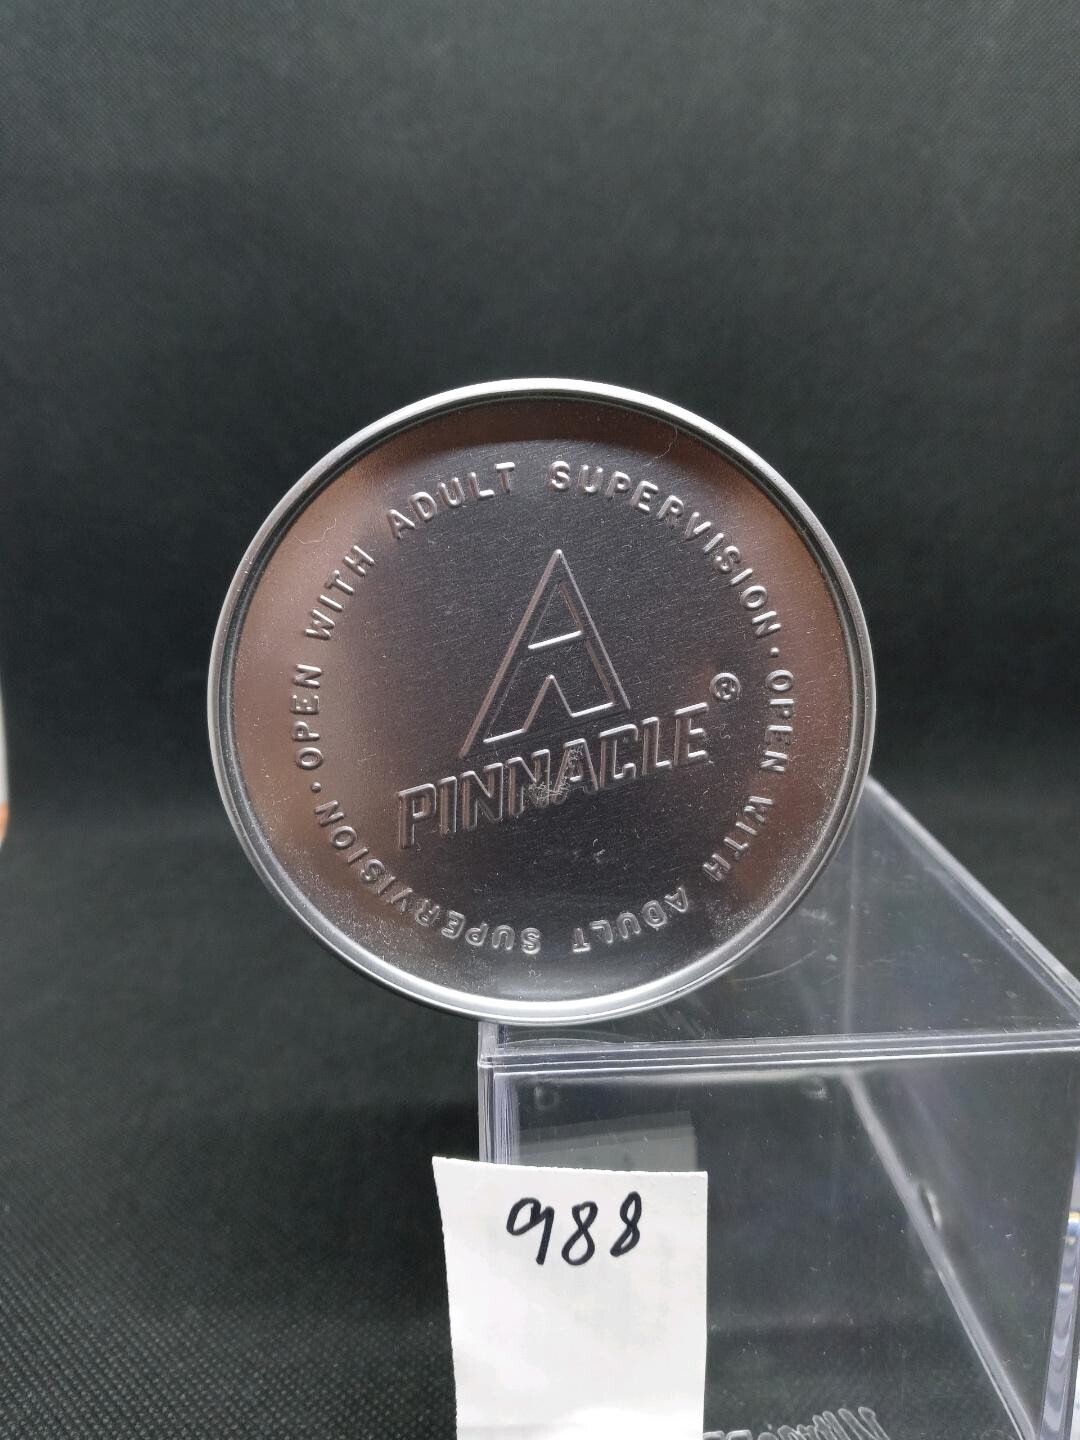 OPEN WITH ADULT SUPERVISION · OPEN WITH ADULT SUPERVISION ·
PINNACLE®
988